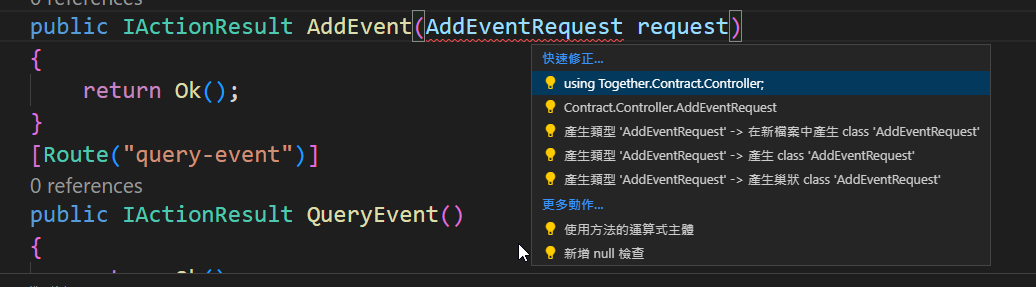 0 references
public IActionResult AddEvent(AddEventRequest request)
{
return Ok();
}
[Route("query-event")]
0 references
public IActionResult QueryEvent()
{
快速修正...
using Together.Contract.Controller;
Contract.Controller.AddEventRequest
產生類型 'AddEventRequest' -> 在新檔案中產生 class 'AddEventRequest'
產生類型 'AddEventRequest' -> 產生 class 'AddEventRequest'
產生類型 'AddEventRequest' -> 產生巢狀 class 'AddEventRequest'
更多動作...
使用方法的運算式主體
新增 null 檢查